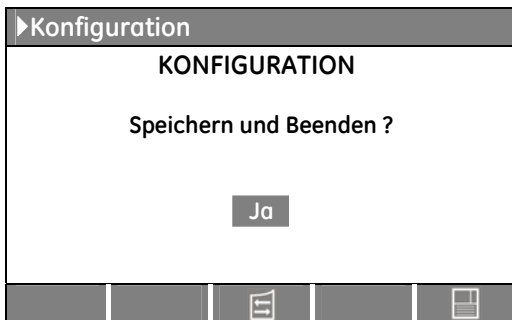 Konfiguration
KONFIGURATION
Speichern und Beenden ?
Ja